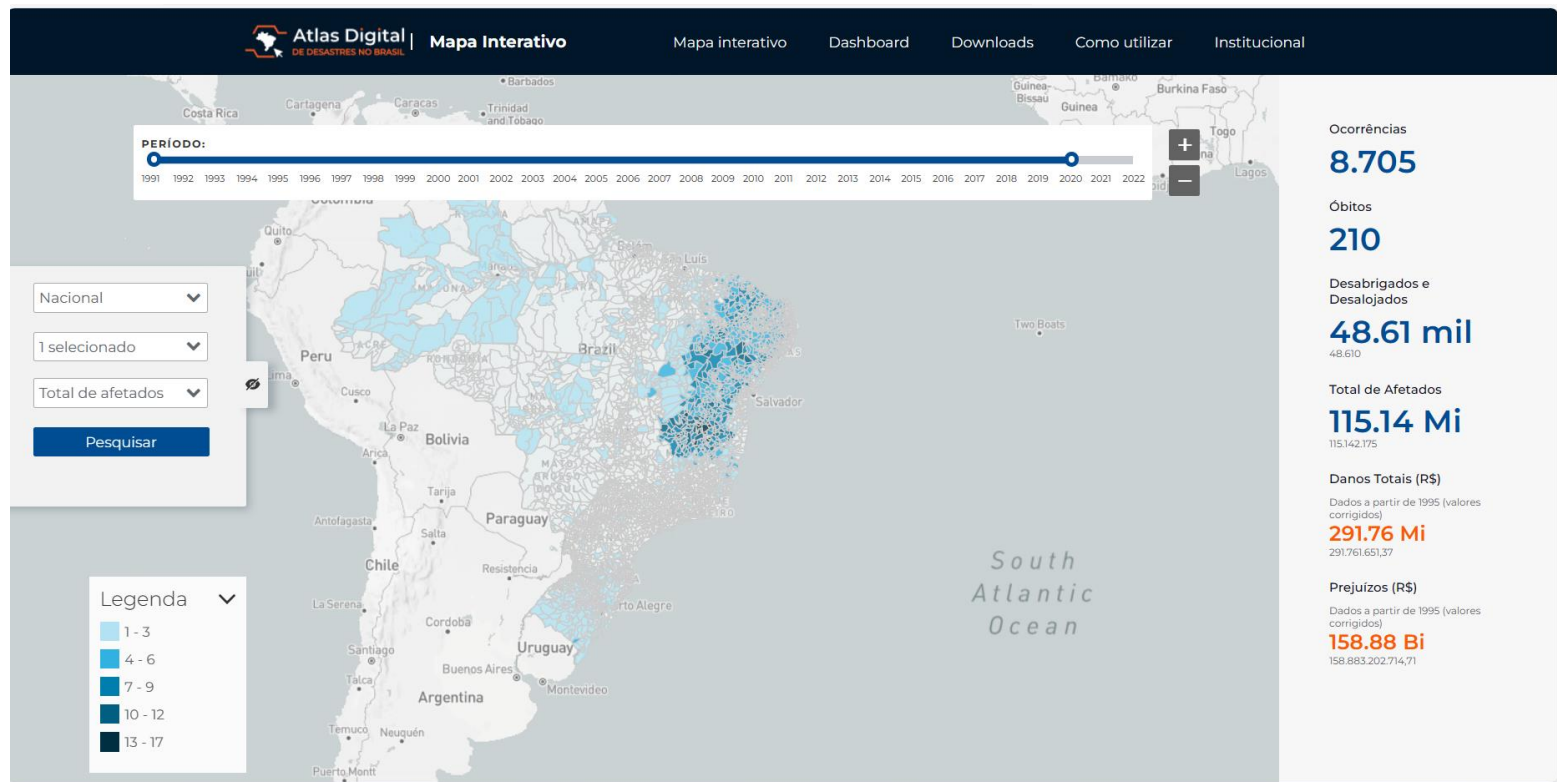 Atlas Digital
DE DESASTRES NO BRASIL
Mapa Interativo
Mapa interativo
Dashboard
Downloads
Como utilizar
Institucional
Barbados
Costa Rica
Cartagena
Caracas
Trinidad
and Tobago
Guinea-
Bissau
Guinea
Bamako
Burkina Faso
Togo
Lagos
PERÍODO:
1991 1992 1993 1994 1995 1996 1997 1998 1999 2000 2001 2002 2003 2004 2005 2006 2007 2008 2009 2010 2011 2012 2013 2014 2015 2016 2017 2018 2019 2020 2021 2022
+
−
Quito
Nacional
1 selecionado
Total de afetados
Pesquisar
Peru
Cusco
La Paz
Bolivia
Arica
Brazil
ACRE
Salvador
Two Boats
Tarija
Paraguay
Antofagasta
Salta
Chile
Resistencia
La Serena
Cordoba
Santiago
Uruguay
Buenos Aires
Talca
Montevideo
Argentina
Temuco
Neuquén
Puerto Montt
South
Atlantic
Ocean
Legenda
1 - 3
4 - 6
7 - 9
10 - 12
13 - 17
Ocorrências
8.705
Óbitos
210
Desabrigados e
Desalojados
48.61 mil
48.610
Total de Afetados
115.14 Mi
115.142.175
Danos Totais (R$)
Dados a partir de 1995 (valores
corrigidos)
291.76 Mi
291.761.651,37
Prejuízos (R$)
Dados a partir de 1995 (valores
corrigidos)
158.88 Bi
158.883.202.714,71